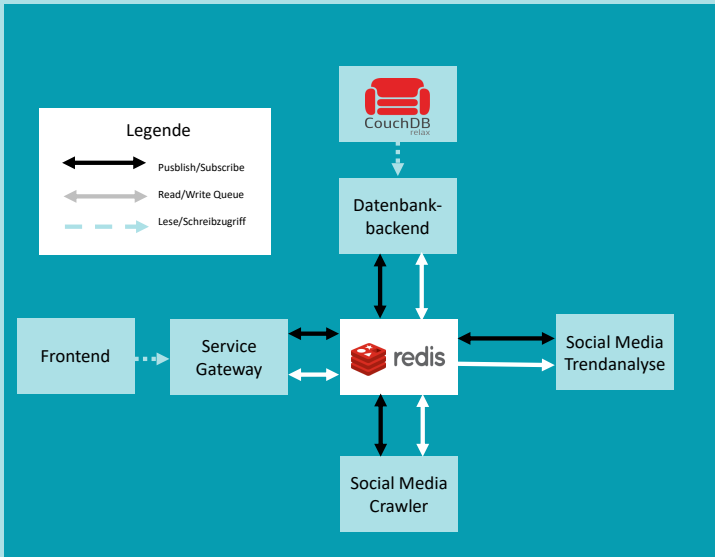 CouchDB
relax
Legende
Pusblish/Subscribe
Read/Write Queue
Lese/Schreibzugriff
Datenbank-
backend
Frontend
Service
Gateway
redis
Social Media
Trendanalyse
Social Media
Crawler